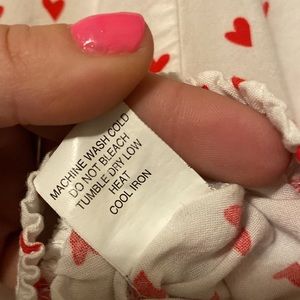 MACHINE WASH COLD
DO NOT BLEACH
TUMBLE DRY LOW
HEAT
COOL IRON